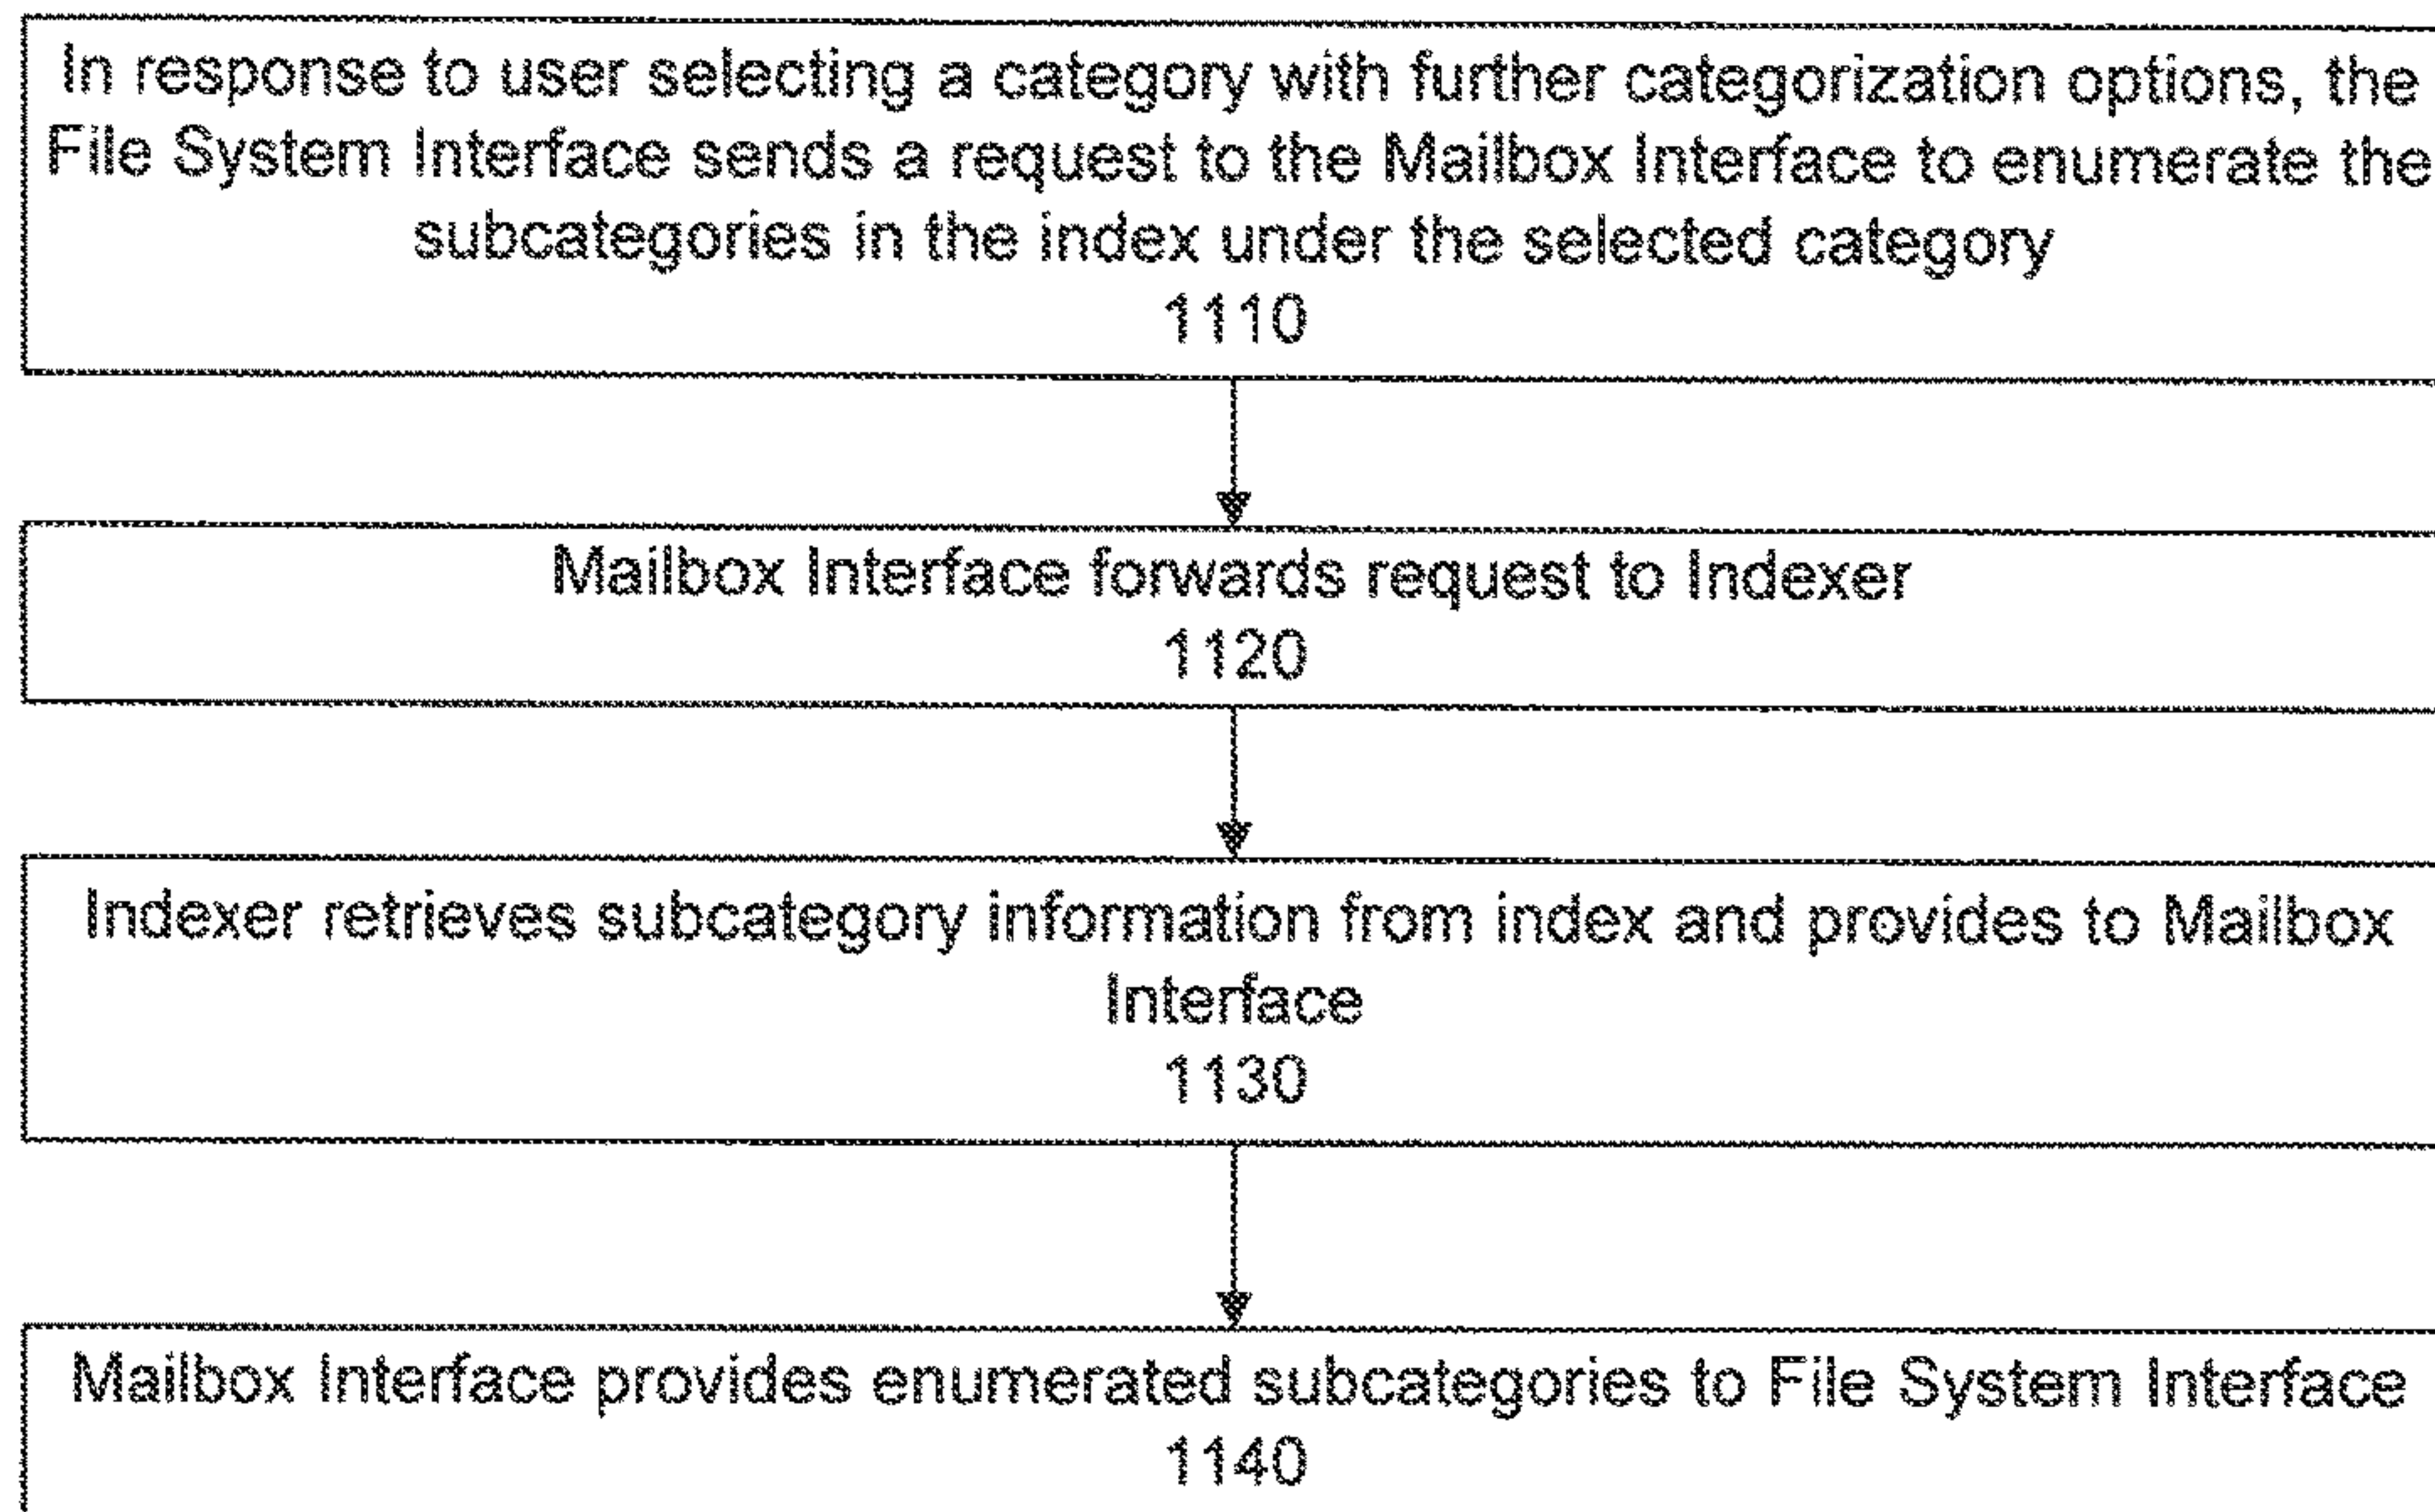 In response to user selecting a category with further categorization options, the
File System Interface sends a request to the Mailbox Interface to enumerate the
subcategories in the index under the selected category
1110
Mailbox Interface forwards request to Indexer
1120
Indexer retrieves subcategory information from index and provides to Mailbox
Interface
1130
Mailbox Interface provides enumerated subcategories to File System Interface
1140